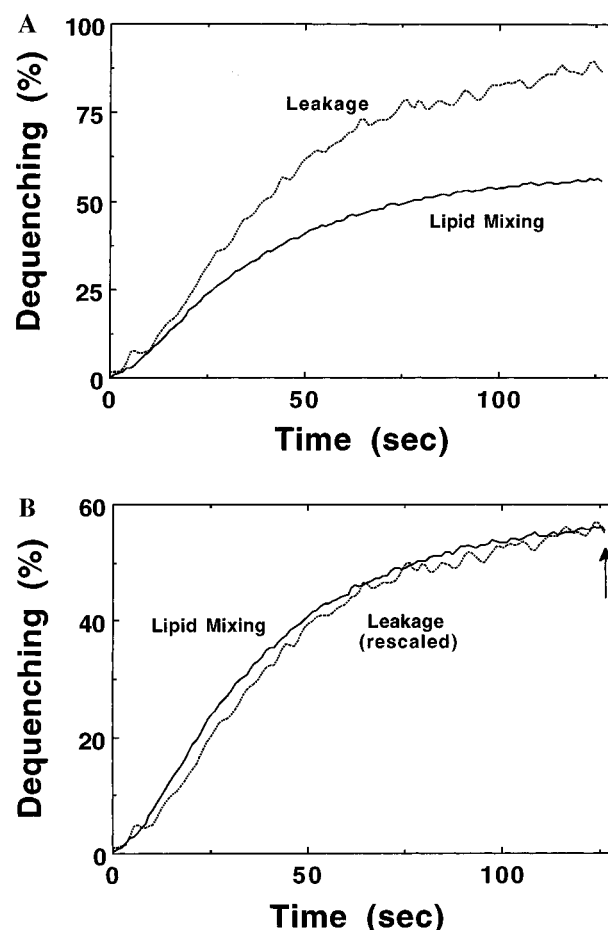 A
Dequenching (%)
100
75
50
25
0
Leakage
Lipid Mixing
0
50
100
Time (sec)
B
Dequenching (%)
60
40
20
0
Lipid Mixing
Leakage
(rescaled)
0
50
100
Time (sec)